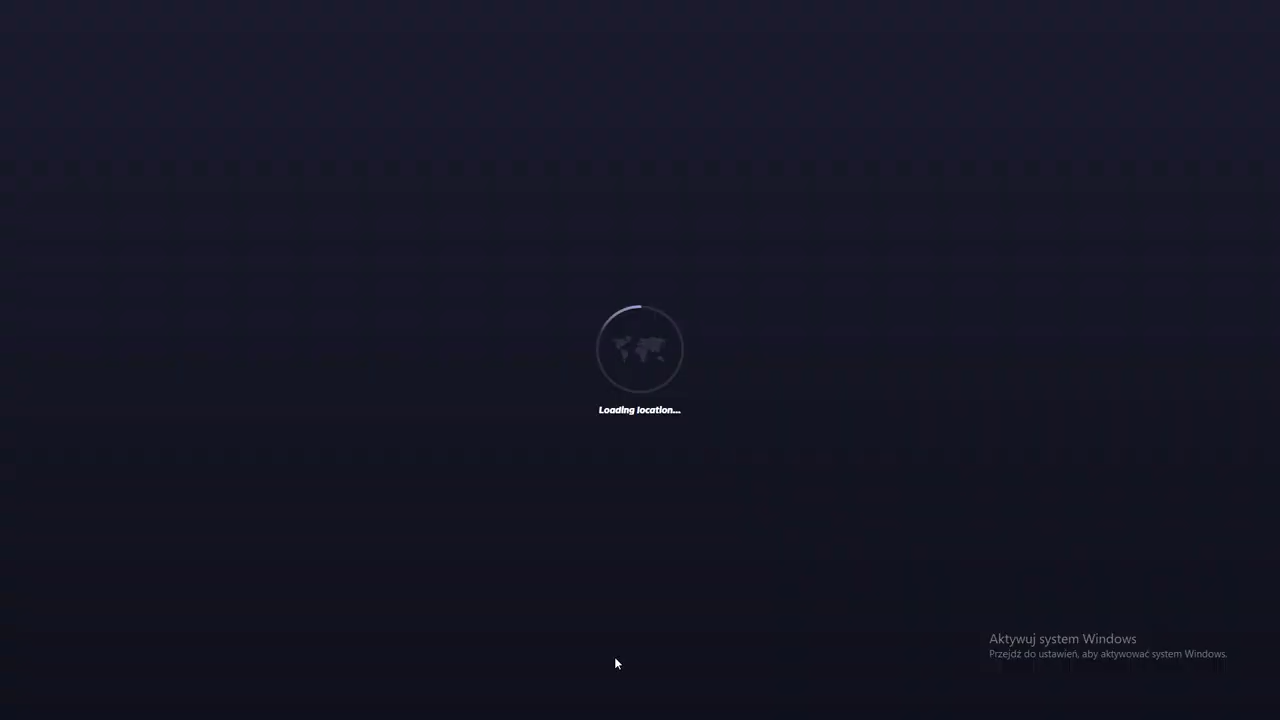 Loading location...
Aktywuj system Windows
Przejdź do ustawień, aby aktywować system Windows.